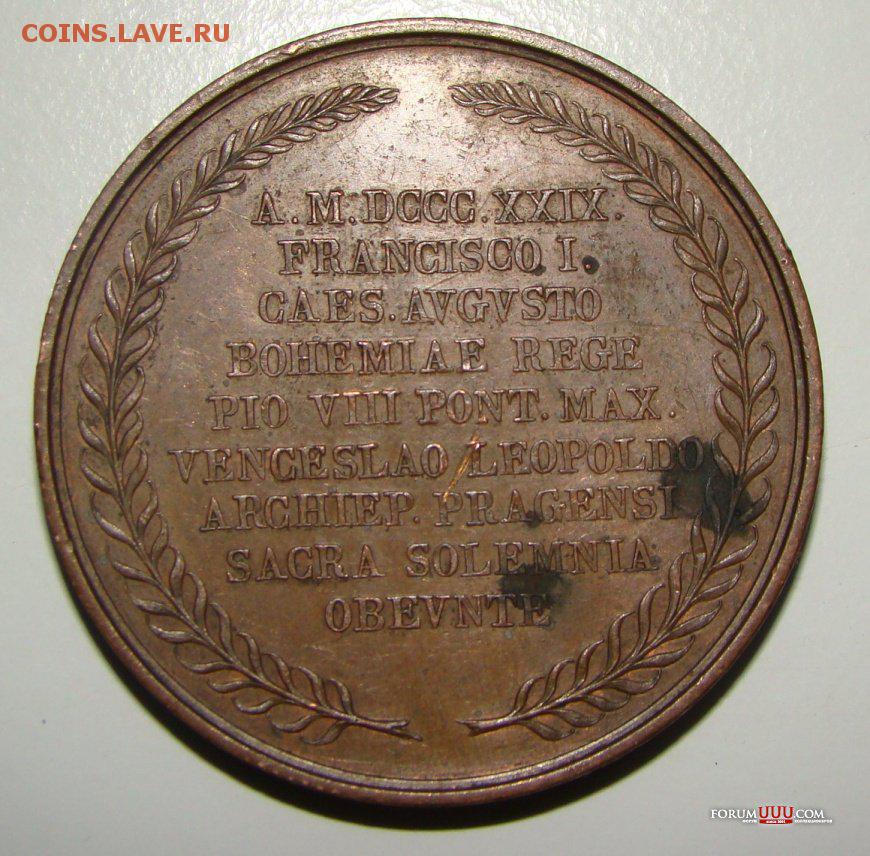 COINS.LAVE.RU
A.M.DCCC.XXIX.
FRANCISCO I.
CAES.AVGVSTO
BOHEMIAE REGE
PIO VIII PONT.MAX.
VENCESLAO LEOPOLDO
ARCHIEP. PRAGENSI
SACRA SOLEMNIA
OBEVNTE
FORUMUUU.COM